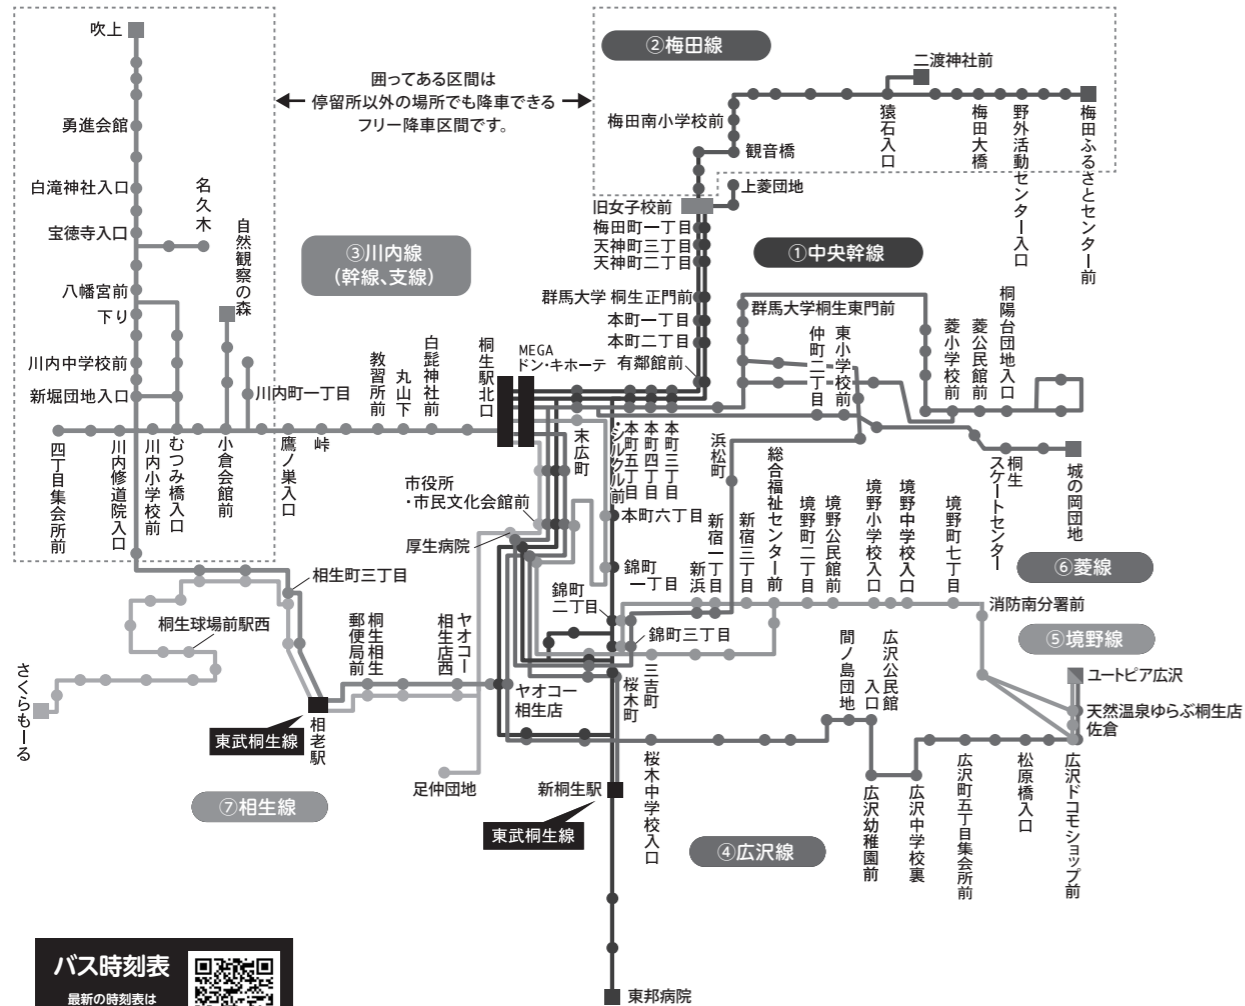 吹上
勇進会館
白滝神社入口
名久木
自然観察の森
宝徳寺入口
八幡宮前
下り
川内中学校前
新堀団地入口
川内町一丁目
四丁目集会所前
川内修道院入口
川内小学校前
むつみ橋入口
小倉会館前
鷹ノ巣入口
峠
教習所前
丸山下
白髭神社前
③川内線
(幹線、支線)
囲ってある区間は
停留所以外の場所でも降車できる
フリー降車区間です。
②梅田線
二渡神社前
梅田南小学校前
観音橋
猿石入口
梅田大橋
野外活動センター入口
梅田ふるさとセンター前
上菱団地
旧女子校前
梅田町一丁目
天神町三丁目
天神町二丁目
①中央幹線
群馬大学 桐生正門前
本町一丁目
本町二丁目
有鄰館前
群馬大学桐生東門前
仲町二丁目
東小学校前
菱小学校前
菱公民館前
桐陽台団地入口
桐生駅北口
MEGA
ドン・キホーテ
末広町
・シルクル前
本町五丁目
本町四丁目
本町三丁目
浜松町
桐生
スケートセンター
城の岡団地
⑥菱線
市役所
・市民文化会館前
厚生病院
本町六丁目
錦町
一丁目
錦町
二丁目
錦町三丁目
新浜
新宿一丁目
新宿三丁目
総合福祉センター前
境野町二丁目
境野公民館前
境野小学校入口
境野中学校入口
境野町七丁目
消防南分署前
⑤境野線
ユートピア広沢
天然温泉ゆらぶ桐生店
佐倉
相生町三丁目
桐生球場前駅西
さくらもーる
郵便局前
桐生相生
相生店西
ヤオコー
ヤオコー
相生店
桜木町
三吉町
間ノ島団地
広沢公民館
入口
東武桐生線
相老駅
足仲団地
新桐生駅
東武桐生線
⑦相生線
桜木中学校入口
④広沢線
広沢幼稚園前
広沢中学校裏
広沢町五丁目集会所前
松原橋入口
広沢ドコモショップ前
東邦病院
バス時刻表
最新の時刻表は